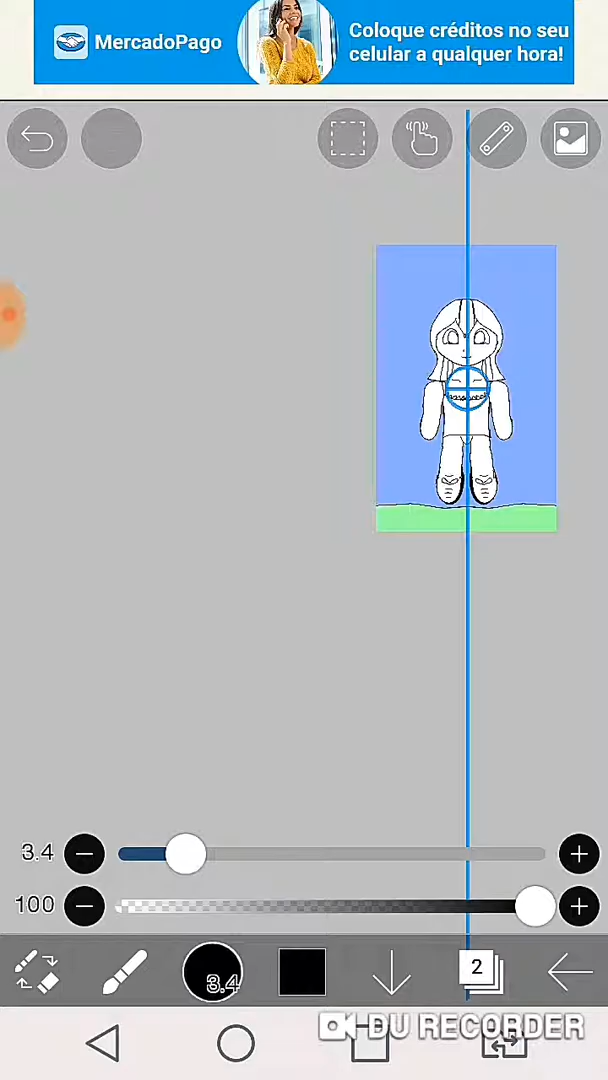 MercadoPago
Coloque créditos no seu
celular a qualquer hora!
3.4
100
3.4
2
DU RECORDER